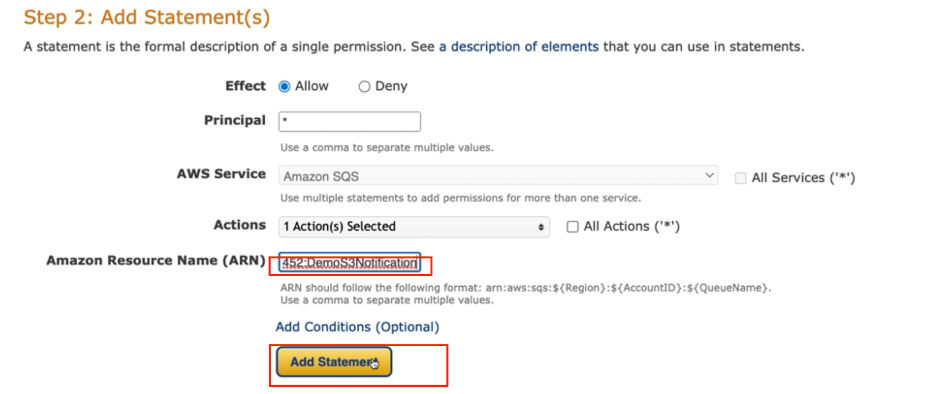 Step 2: Add Statement(s)
A statement is the formal description of a single permission. See a description of elements that you can use in statements.
Effect Allow Deny
Principal *
Use a comma to separate multiple values.
AWS Service Amazon SQS All Services ('*')
Use multiple statements to add permissions for more than one service.
Actions 1 Action(s) Selected All Actions ('*')
Amazon Resource Name (ARN) 452:DemoS3Notification
ARN should follow the following format: arn:aws:sqs:${Region}:${AccountID}:${QueueName}.
Use a comma to separate multiple values.
Add Conditions (Optional)
Add Statement